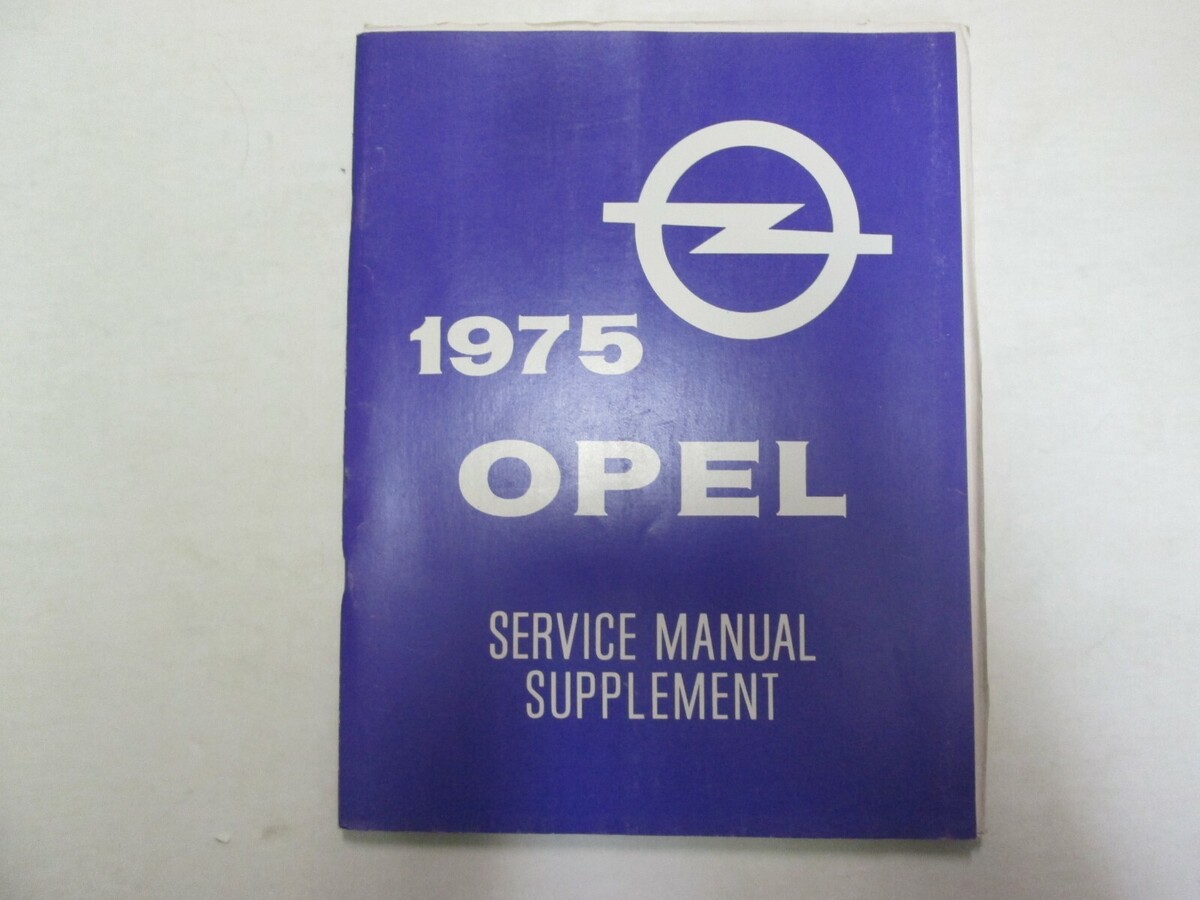 1975
OPEL
SERVICE MANUAL
SUPPLEMENT